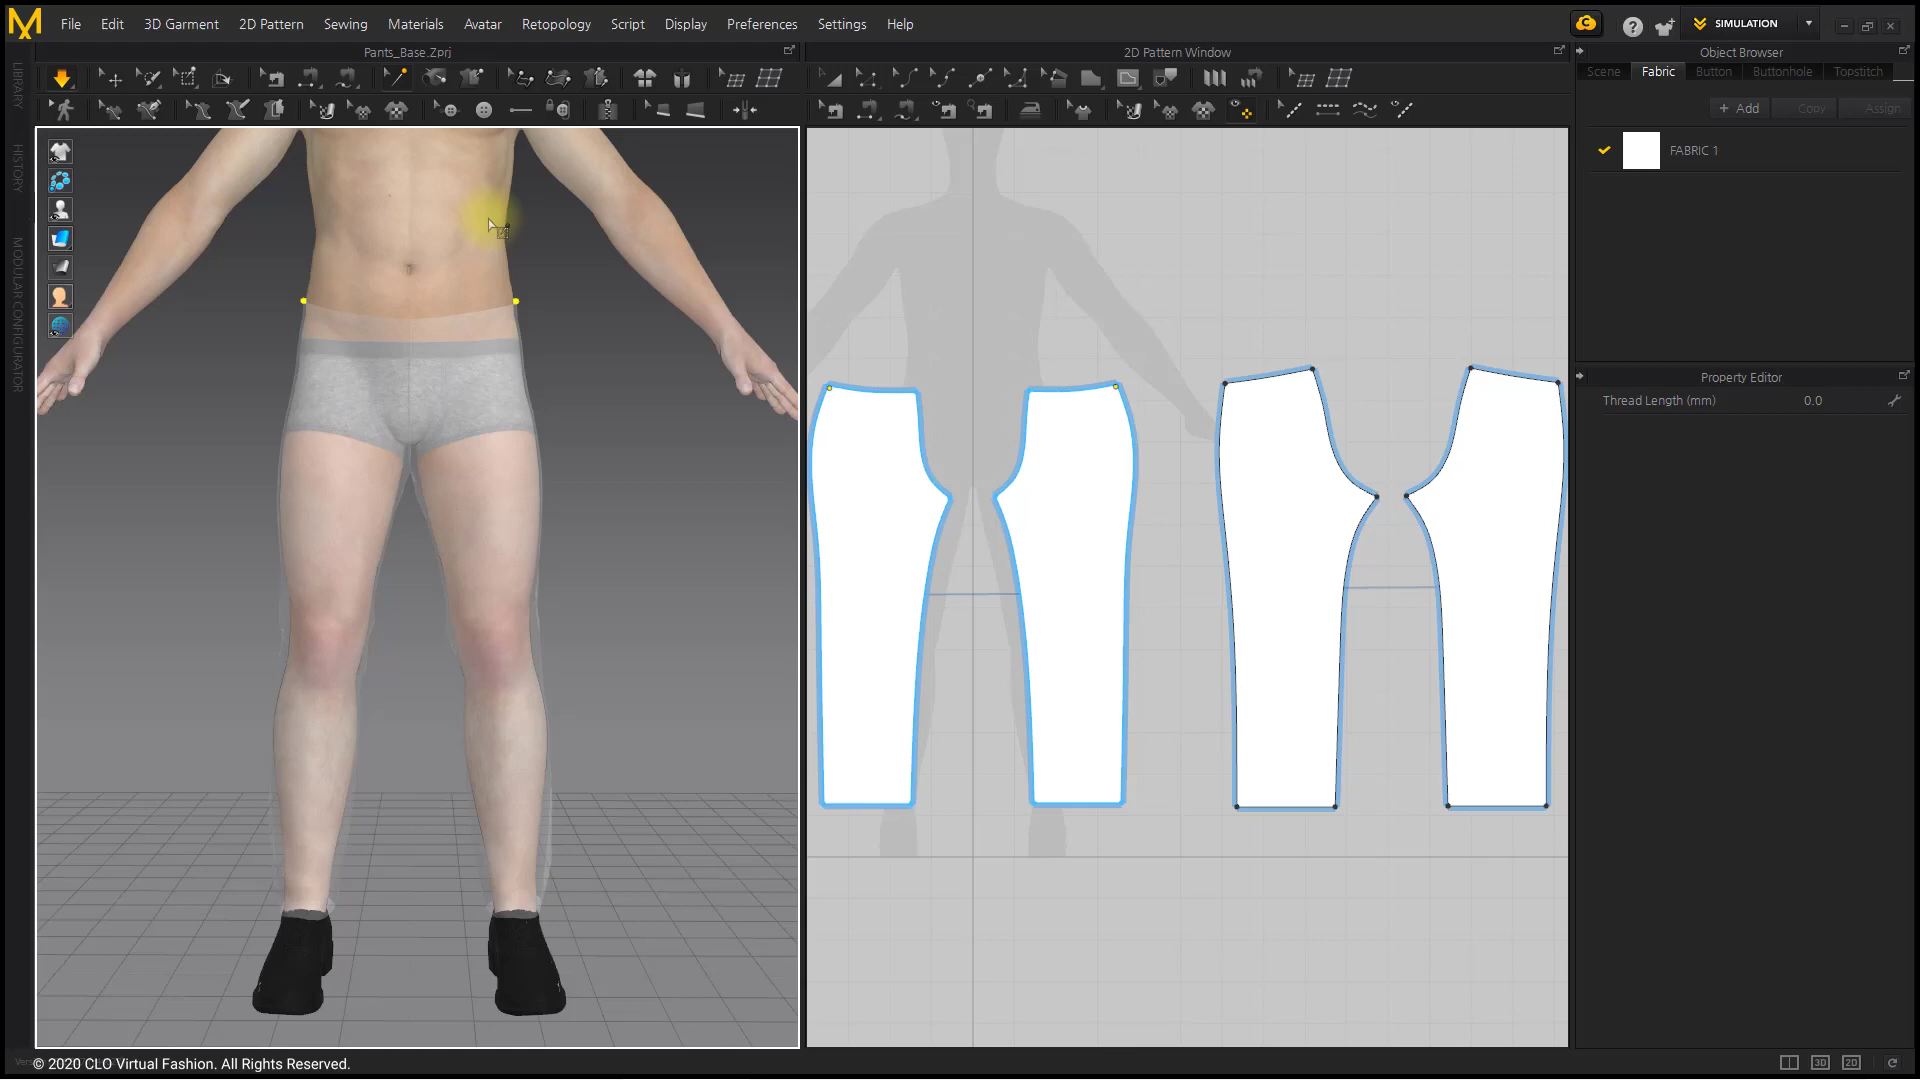 File Edit 3D Garment 2D Pattern Sewing Materials Avatar Retopology Script Display Preferences Settings Help SIMULATION
Pants_Base.Zprj
2D Pattern Window
Object Browser
Scene Fabric Button Buttonhole Topstitch
+ Add Copy Assign
FABRIC 1
Property Editor
Thread Length (mm) 0.0
LIBRARY
HISTORY
MODULAR CONFIGURATOR
© 2020 CLO Virtual Fashion. All Rights Reserved.
3D
2D